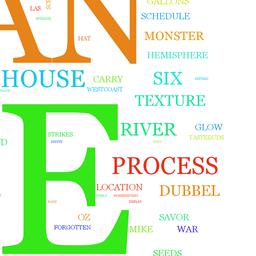 GALLONS
LAS
SCHEDULE
AN
HAT
MONSTER
HEMISPHERE
HOUSE
CARRY
SIX
WESTCOAST
TEXTURE
E
STRIKES
RIVER
GLOW
TASTEBUDS
D
PROCESS
LOCATION
DUBBEL
OZ
SAVOR
FORGOTTEN
MIKE
WAR
SEEDS